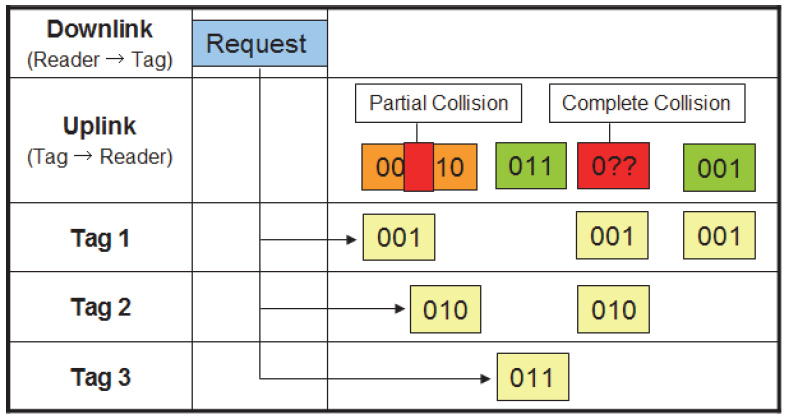 Downlink
(Reader → Tag)
Request
Partial Collision
Complete Collision
Uplink
(Tag → Reader)
00 10
011
0??
001
Tag 1
001
001
001
Tag 2
010
010
Tag 3
011